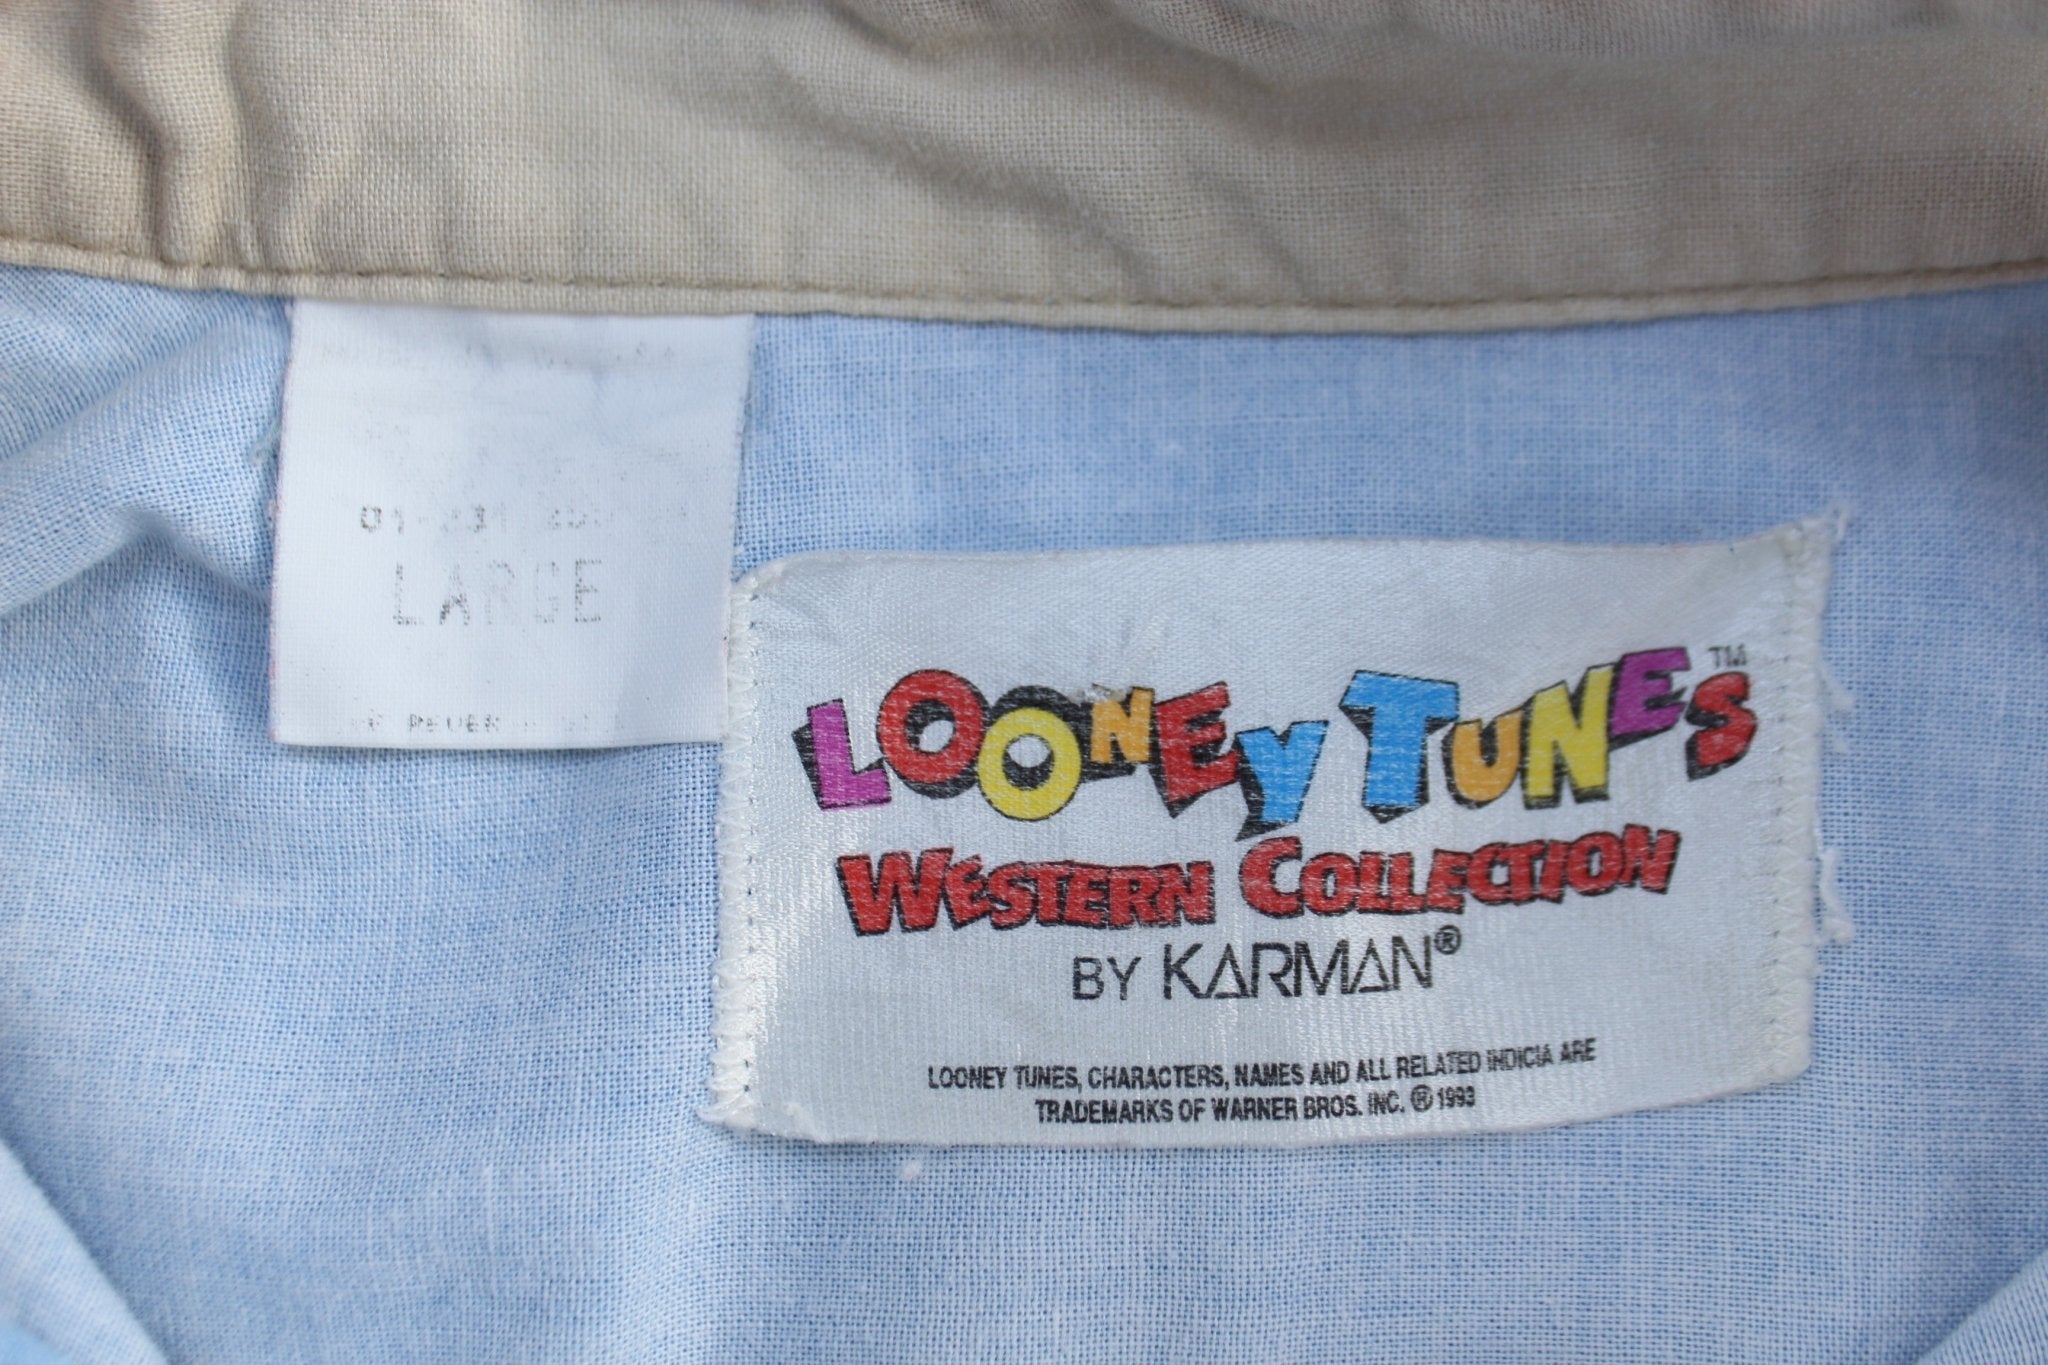 LARGE
LOONEY TUNES™
WESTERN COLLECTION
BY KARMAN®
LOONEY TUNES, CHARACTERS, NAMES AND ALL RELATED INDICIA ARE
TRADEMARKS OF WARNER BROS. INC. ® 1993